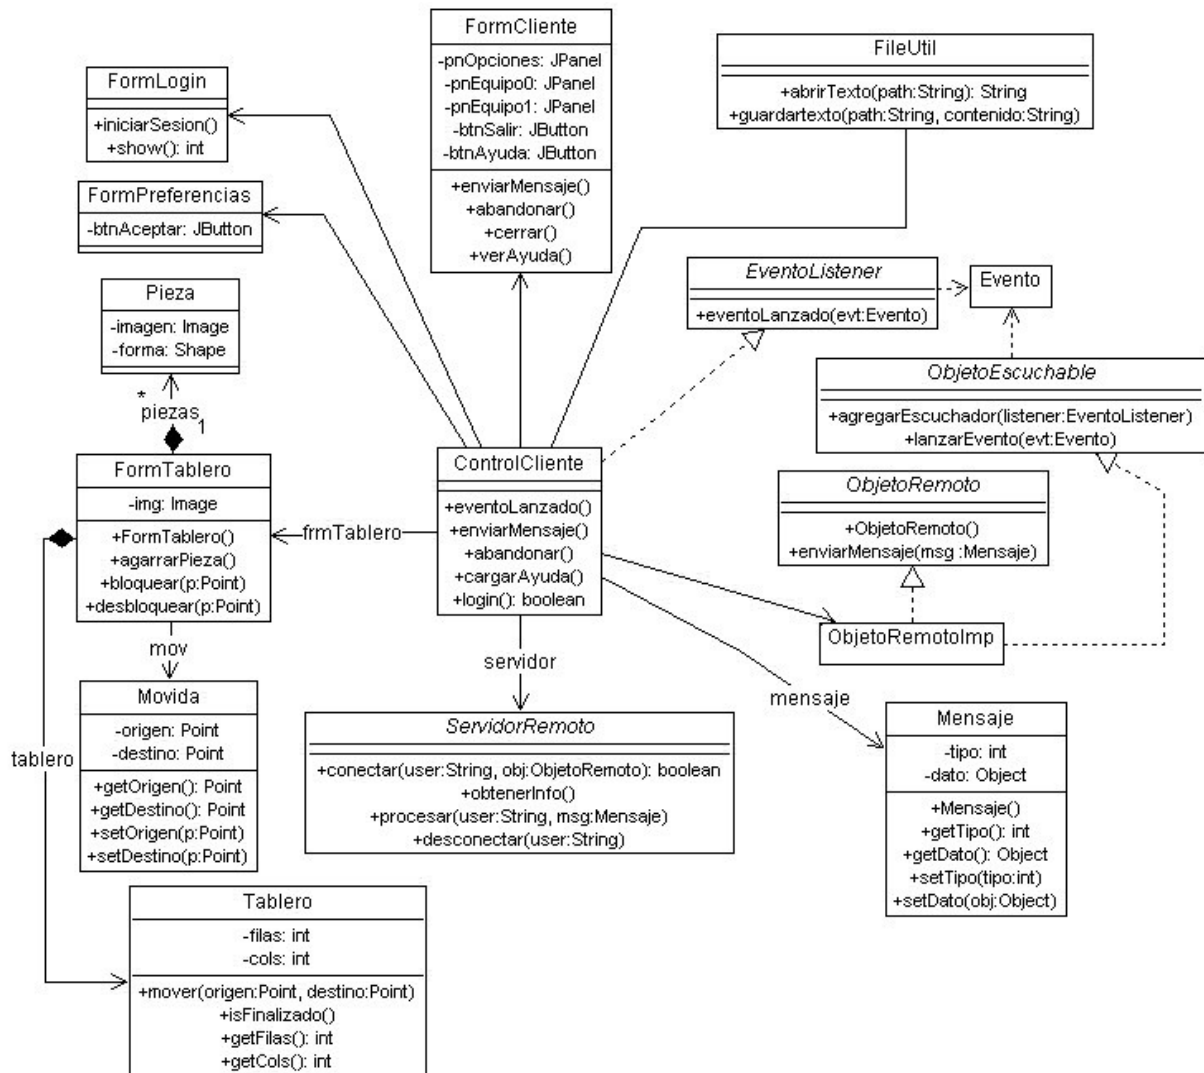 FormCliente
-pnOpciones: JPanel
-pnEquipo0: JPanel
-pnEquipo1: JPanel
-btnSalir: JButton
-btnAyuda: JButton
+enviarMensaje()
+abandonar()
+cerrar()
+verAyuda()
FileUtil
+abrirTexto(path:String): String
+guardartexto(path:String, contenido:String)
FormLogin
+iniciarSesion()
+show(): int
FormPreferencias
-btnAceptar: JButton
EventoListener
+eventoLanzado(evt:Evento)
Evento
Pieza
-imagen: Image
-forma: Shape
*
piezas
1
ObjetoEscuchable
+agregarEscuchador(listener:EventoListener)
+lanzarEvento(evt:Evento)
FormTablero
-img: Image
+FormTablero()
+agarrarPieza()
+bloquear(p:Point)
+desbloquear(p:Point)
frmTablero
ControlCliente
+eventoLanzado()
+enviarMensaje()
+abandonar()
+cargarAyuda()
+login(): boolean
ObjetoRemoto
+ObjetoRemoto()
+enviarMensaje(msg :Mensaje)
ObjetoRemotoImp
mov
servidor
mensaje
tablero
Movida
-origen: Point
-destino: Point
+getOrigen(): Point
+getDestino(): Point
+setOrigen(p:Point)
+setDestino(p:Point)
ServidorRemoto
+conectar(user:String, obj:ObjetoRemoto): boolean
+obtenerInfo()
+procesar(user:String, msg:Mensaje)
+desconectar(user:String)
Mensaje
-tipo: int
-dato: Object
+Mensaje()
+getTipo(): int
+getDato(): Object
+setTipo(tipo:int)
+setDato(obj:Object)
Tablero
-filas: int
-cols: int
+mover(origen:Point, destino:Point)
+isFinalizado()
+getFilas(): int
+getCols(): int